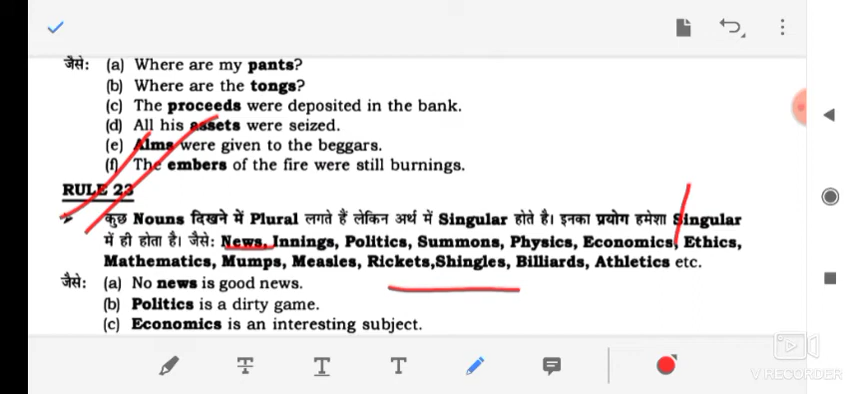 जैसे: (a) Where are my pants?
(b) Where are the tongs?
(c) The proceeds were deposited in the bank.
(d) All his assets were seized.
(e) Alms were given to the beggars.
(f) The embers of the fire were still burnings.
RULE 23
कुछ Nouns दिखने में Plural लगते हैं लेकिन अर्थ में Singular होते है। इनका प्रयोग हमेशा Singular
में ही होता है। जैसे: News, Innings, Politics, Summons, Physics, Economics, Ethics,
Mathematics, Mumps, Measles, Rickets,Shingles, Billiards, Athletics etc.
जैसे: (a) No news is good news.
(b) Politics is a dirty game.
(c) Economics is an interesting subject.
T T T
V RECORDER